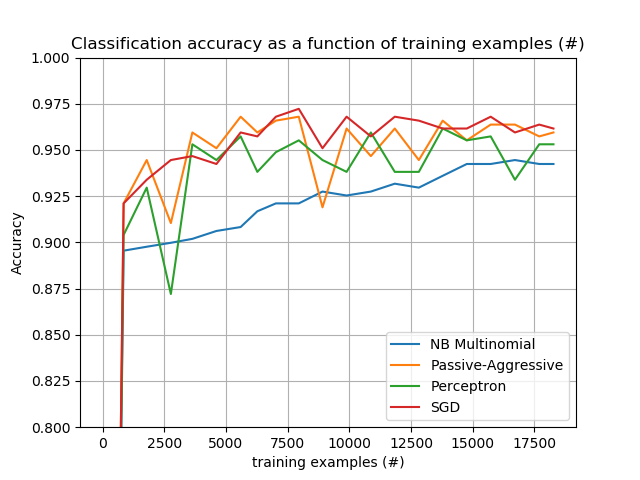 Classification accuracy as a function of training examples (#)
1.000
0.975
0.950
0.925
0.900
0.875
0.850
0.825
0.800
Accuracy
NB Multinomial
Passive-Aggressive
Perceptron
SGD
0 2500 5000 7500 10000 12500 15000 17500
training examples (#)